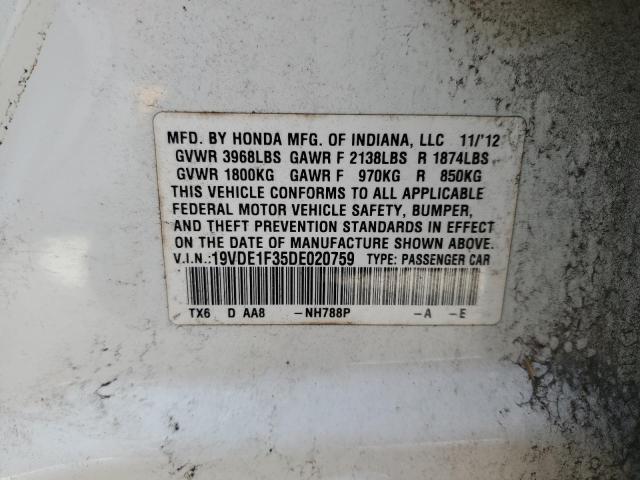 MFD. BY HONDA MFG. OF INDIANA, LLC 11/'12
GVWR 3968LBS GAWR F 2138LBS R 1874LBS
GVWR 1800KG GAWR F 970KG R 850KG
THIS VEHICLE CONFORMS TO ALL APPLICABLE
FEDERAL MOTOR VEHICLE SAFETY, BUMPER,
AND THEFT PREVENTION STANDARDS IN EFFECT
ON THE DATE OF MANUFACTURE SHOWN ABOVE.
V.I.N.:19VDE1F35DE020759 TYPE: PASSENGER CAR
TX6 D AA8 -NH788P -A -E